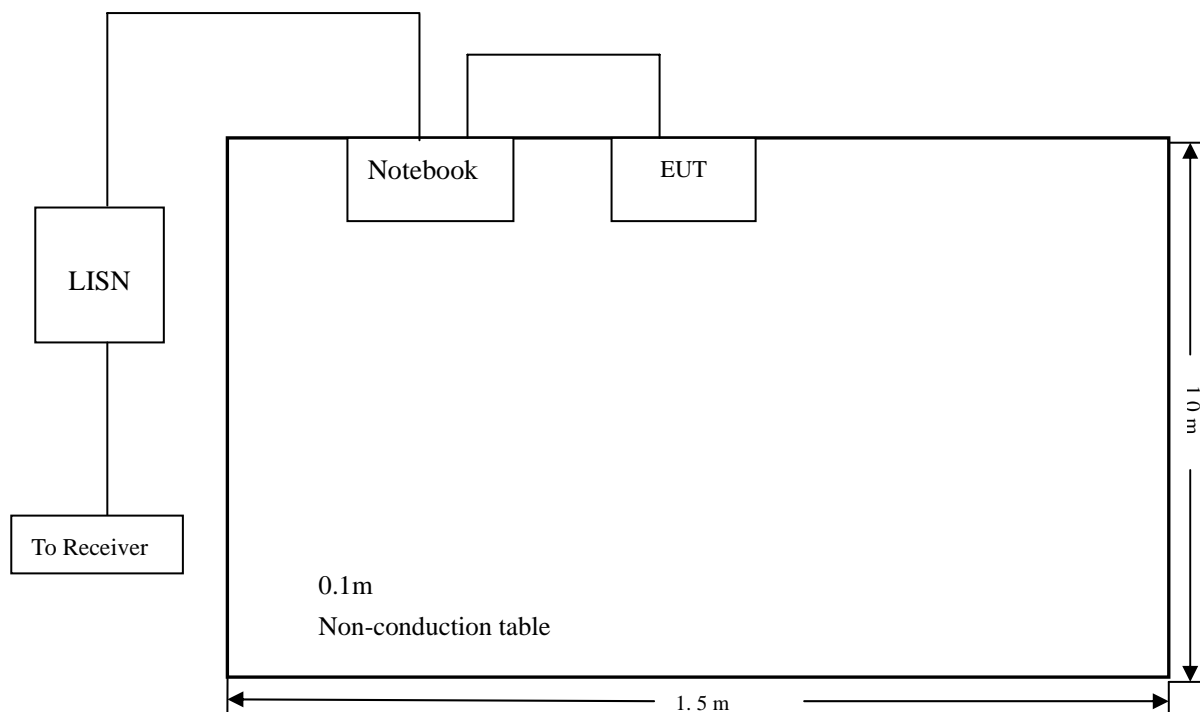 Notebook
EUT
LISN
To Receiver
0.1m
Non-conduction table
1 0 m
1. 5 m